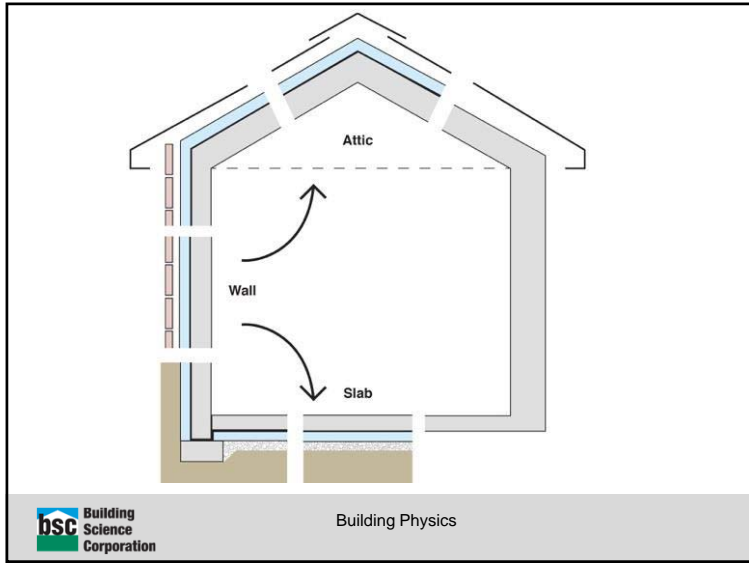 Attic
Wall
Slab
bsc
Building
Science
Corporation
Building Physics